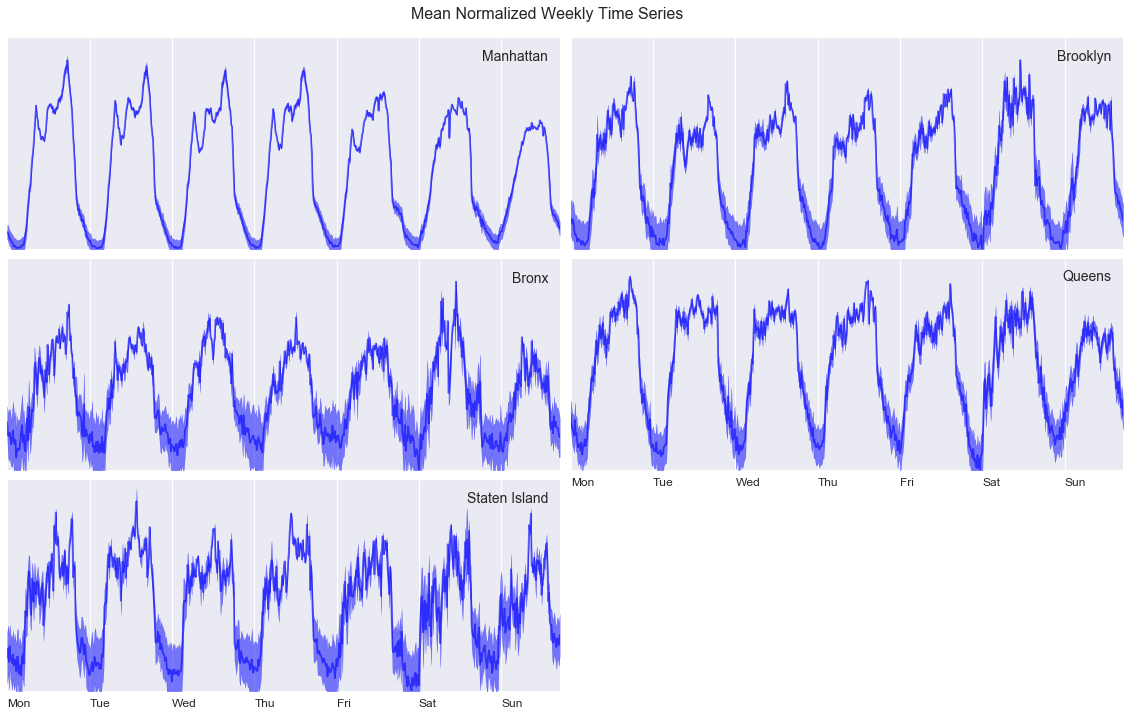 Mean Normalized Weekly Time Series
Manhattan
Brooklyn
Bronx
Queens
Mon Tue Wed Thu Fri Sat Sun
Staten Island
Mon Tue Wed Thu Fri Sat Sun